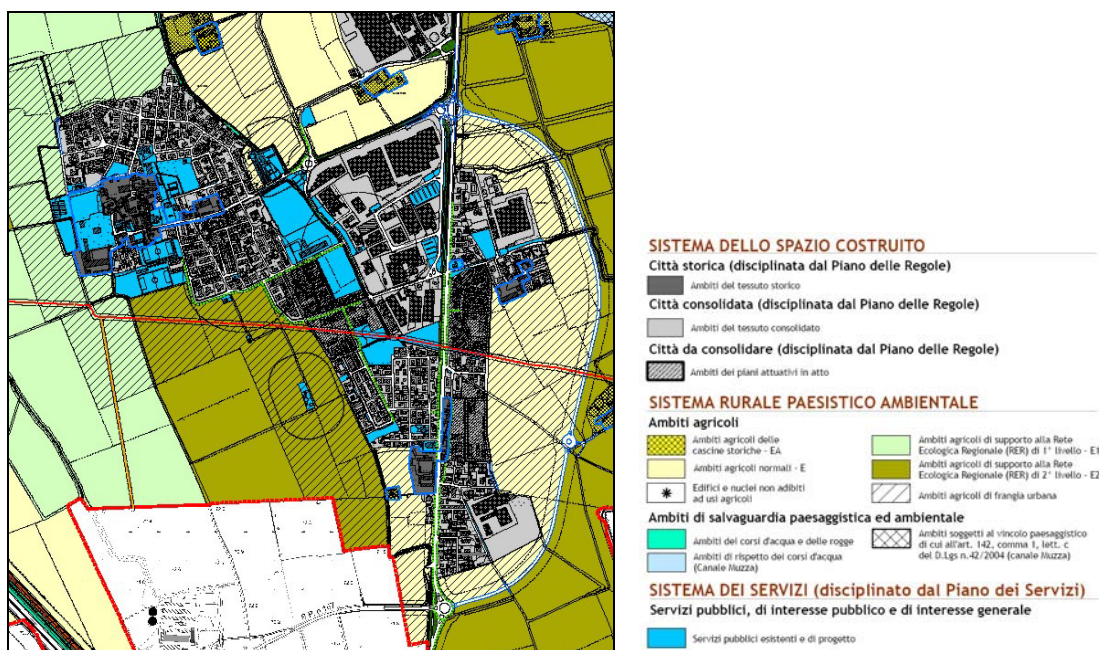 SISTEMA DELLO SPAZIO COSTRUITO
Città storica (disciplinata dal Piano delle Regole)
Ambiti del tessuto storico
Città consolidata (disciplinata dal Piano delle Regole)
Ambiti del tessuto consolidato
Città da consolidare (disciplinata dal Piano delle Regole)
Ambiti dei piani attuativi in atto
SISTEMA RURALE PAESISTICO AMBIENTALE
Ambiti agricoli
Ambiti agricoli delle
cascine storiche - EA
Ambiti agricoli normali - E
Edifici e nuclei non adibiti
ad usi agricoli
Ambiti agricoli di supporto alla Rete
Ecologica Regionale (RER) di 1° livello - E1
Ambiti agricoli di supporto alla Rete
Ecologica Regionale (RER) di 2° livello - E2
Ambiti agricoli di frangia urbana
Ambiti di salvaguardia paesaggistica ed ambientale
Ambiti dei corsi d'acqua e delle rogge
Ambiti di rispetto dei corsi d'acqua
(Canale Muzza)
Ambiti soggetti al vincolo paesaggistico
di cui all'art. 142, comma 1, lett. c
del D.Lgs n.42/2004 (canale Muzza)
SISTEMA DEI SERVIZI (disciplinato dal Piano dei Servizi)
Servizi pubblici, di interesse pubblico e di interesse generale
Servizi pubblici esistenti e di progetto